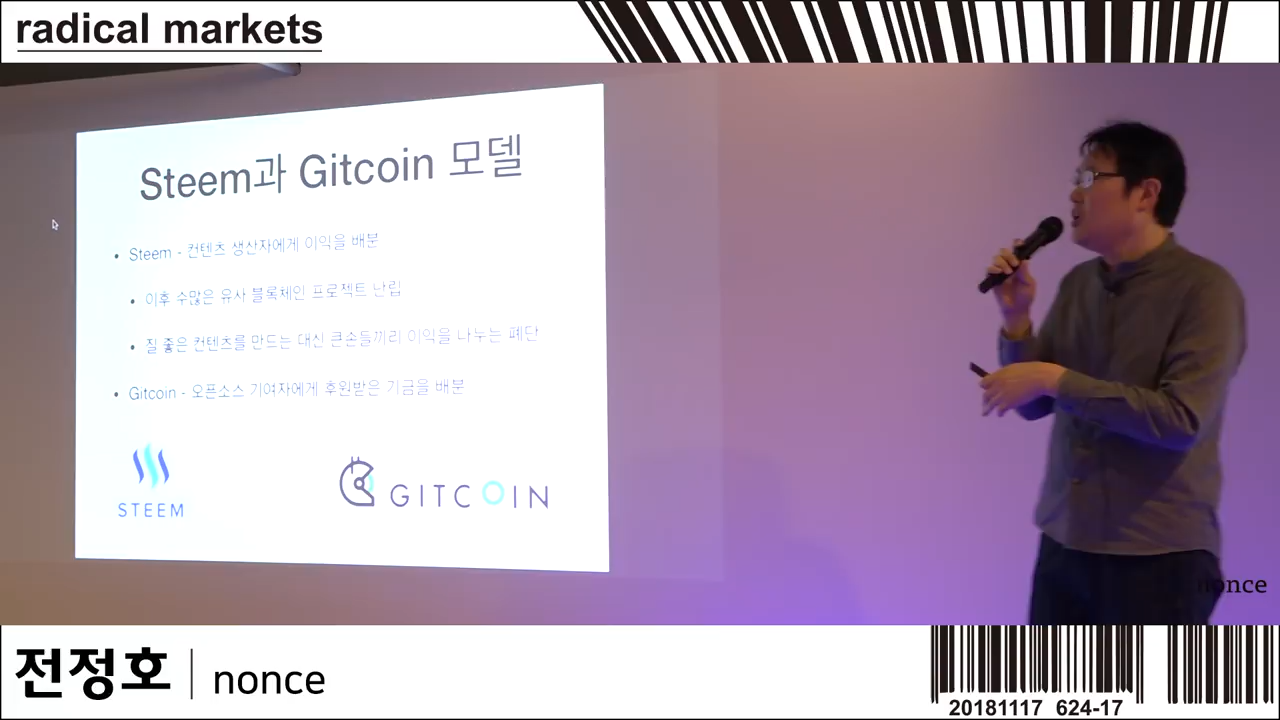 radical markets
Steem과 Gitcoin 모델
• Steem - 컨텐츠 생산자에게 이익을 배분
• 이후 수많은 유사 블록체인 프로젝트 난립
• 질 좋은 컨텐츠를 만드는 대신 큰손들끼리 이익을 나누는 폐단
• Gitcoin - 오픈소스 기여자에게 후원받은 기금을 배분
STEEM
GITCOIN
nonce
전정호 | nonce
20181117 624-17